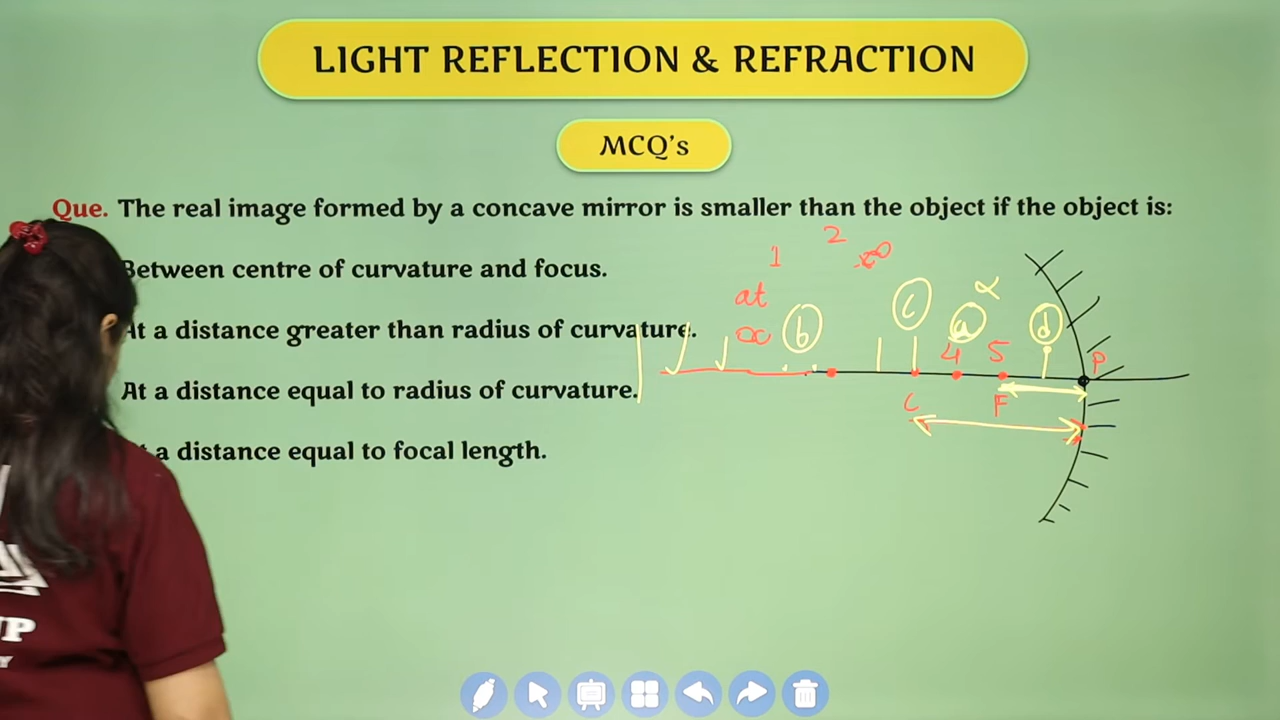 LIGHT REFLECTION & REFRACTION
MCQ's
Que. The real image formed by a concave mirror is smaller than the object if the object is:
Between centre of curvature and focus.
At a distance greater than radius of curvature.
At a distance equal to radius of curvature.
a distance equal to focal length.
1 2 ∞
at
∞
b c a α d
4 5 P
C F
UP
Y